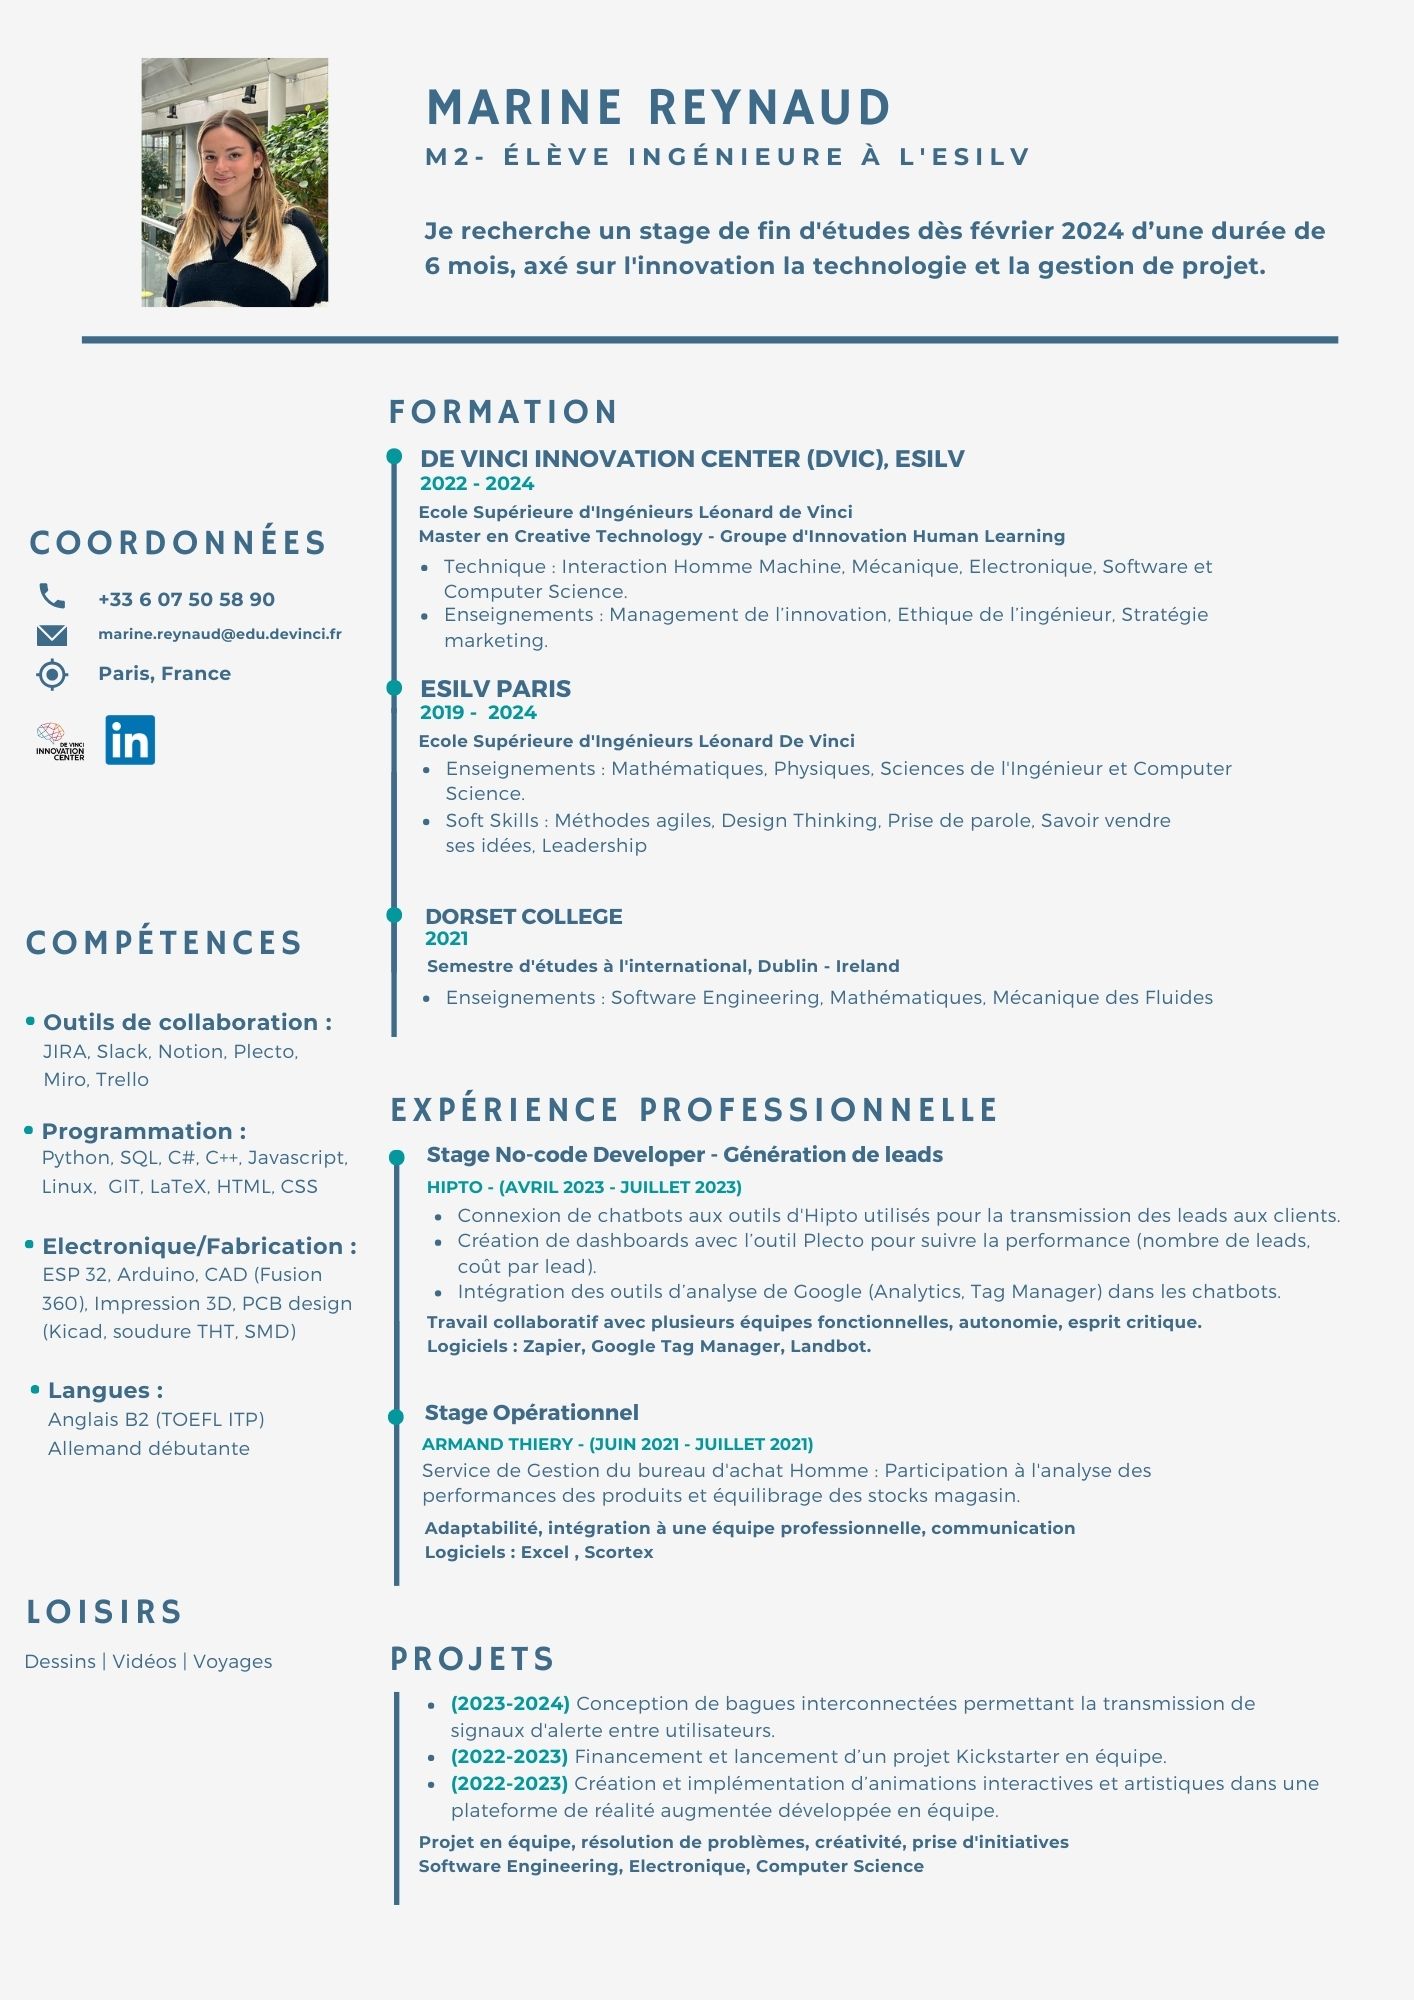 MARINE REYNAUD
M2- ÉLÈVE INGÉNIEURE À L'ESILV
Je recherche un stage de fin d'études dès février 2024 d’une durée de
6 mois, axé sur l'innovation la technologie et la gestion de projet.
COORDONNÉES
+33 6 07 50 58 90
marine.reynaud@edu.devinci.fr
Paris, France
DE VINCI
INNOVATION
CENTER
in
COMPÉTENCES
Outils de collaboration :
JIRA, Slack, Notion, Plecto,
Miro, Trello
Programmation :
Python, SQL, C#, C++, Javascript,
Linux,  GIT, LaTeX, HTML, CSS
Electronique/Fabrication :
ESP 32, Arduino, CAD (Fusion
360), Impression 3D, PCB design
(Kicad, soudure THT, SMD)
Langues :
Anglais B2 (TOEFL ITP)
Allemand débutante
LOISIRS
Dessins | Vidéos | Voyages
FORMATION
DE VINCI INNOVATION CENTER (DVIC), ESILV
2022 - 2024
Ecole Supérieure d'Ingénieurs Léonard de Vinci
Master en Creative Technology - Groupe d'Innovation Human Learning
• Technique : Interaction Homme Machine, Mécanique, Electronique, Software et
Computer Science.
• Enseignements : Management de l’innovation, Ethique de l’ingénieur, Stratégie
marketing.
ESILV PARIS
2019 -  2024
Ecole Supérieure d'Ingénieurs Léonard De Vinci
• Enseignements : Mathématiques, Physiques, Sciences de l'Ingénieur et Computer
Science.
• Soft Skills : Méthodes agiles, Design Thinking, Prise de parole, Savoir vendre
ses idées, Leadership
DORSET COLLEGE
2021
Semestre d'études à l'international, Dublin - Ireland
• Enseignements : Software Engineering, Mathématiques, Mécanique des Fluides
EXPÉRIENCE PROFESSIONNELLE
Stage No-code Developer - Génération de leads
HIPTO - (AVRIL 2023 - JUILLET 2023)
• Connexion de chatbots aux outils d'Hipto utilisés pour la transmission des leads aux clients.
• Création de dashboards avec l’outil Plecto pour suivre la performance (nombre de leads,
coût par lead).
• Intégration des outils d’analyse de Google (Analytics, Tag Manager) dans les chatbots.
Travail collaboratif avec plusieurs équipes fonctionnelles, autonomie, esprit critique.
Logiciels : Zapier, Google Tag Manager, Landbot.
Stage Opérationnel
ARMAND THIERY - (JUIN 2021 - JUILLET 2021)
Service de Gestion du bureau d'achat Homme : Participation à l'analyse des
performances des produits et équilibrage des stocks magasin.
Adaptabilité, intégration à une équipe professionnelle, communication
Logiciels : Excel , Scortex
PROJETS
• (2023-2024) Conception de bagues interconnectées permettant la transmission de
signaux d'alerte entre utilisateurs.
• (2022-2023) Financement et lancement d’un projet Kickstarter en équipe.
• (2022-2023) Création et implémentation d’animations interactives et artistiques dans une
plateforme de réalité augmentée développée en équipe.
Projet en équipe, résolution de problèmes, créativité, prise d'initiatives
Software Engineering, Electronique, Computer Science